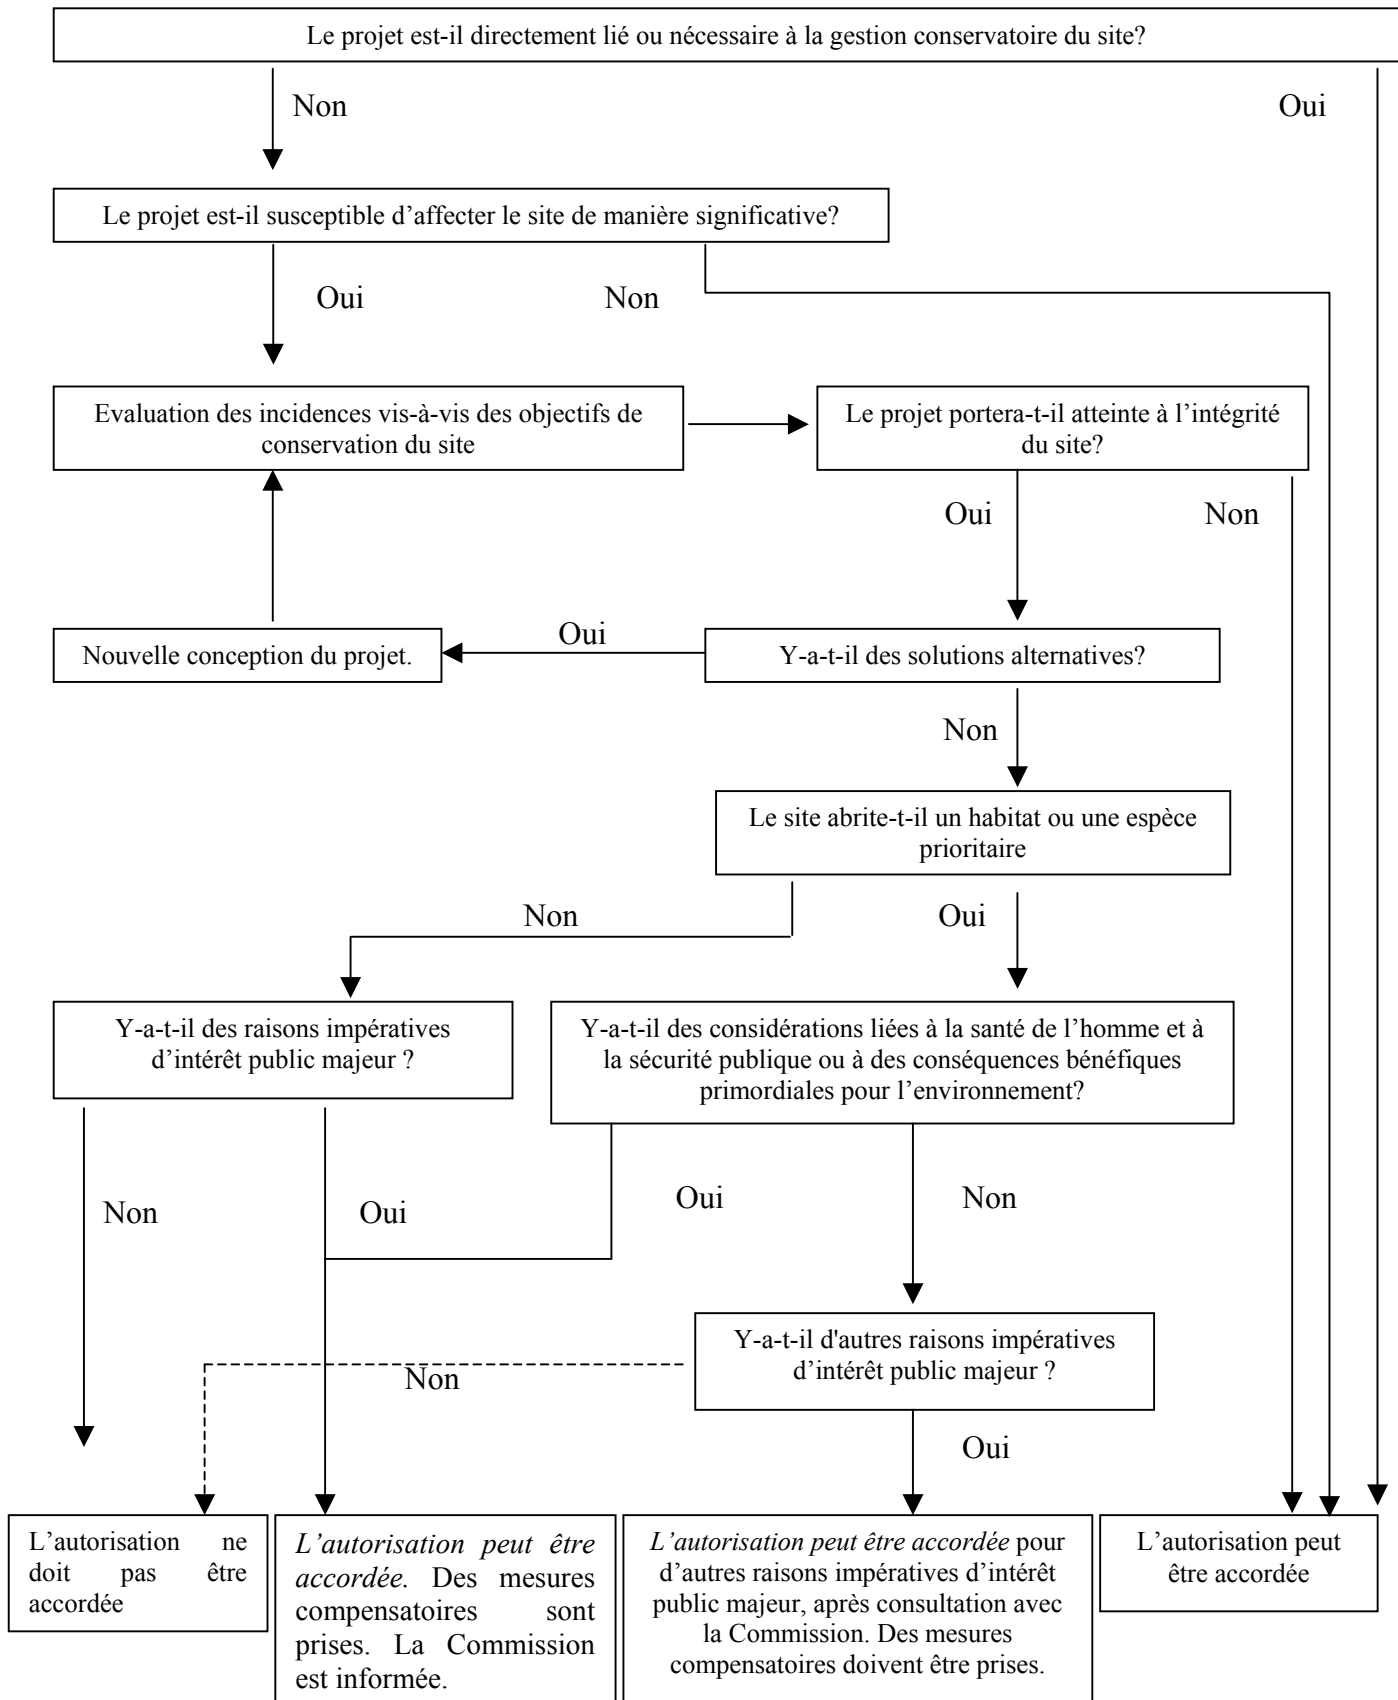 Le projet est-il directement lié ou nécessaire à la gestion conservatoire du site?
Non
Oui
Le projet est-il susceptible d’affecter le site de manière significative?
Oui
Non
Evaluation des incidences vis-à-vis des objectifs de
conservation du site
Le projet portera-t-il atteinte à l’intégrité
du site?
Oui
Non
Nouvelle conception du projet.
Oui
Y-a-t-il des solutions alternatives?
Non
Le site abrite-t-il un habitat ou une espèce
prioritaire
Non
Oui
Y-a-t-il des raisons impératives
d’intérêt public majeur ?
Y-a-t-il des considérations liées à la santé de l’homme et à
la sécurité publique ou à des conséquences bénéfiques
primordiales pour l’environnement?
Non
Oui
Oui
Non
Y-a-t-il d'autres raisons impératives
d’intérêt public majeur ?
Non
Oui
L’autorisation ne
doit pas être
accordée
L’autorisation peut être
accordée. Des mesures
compensatoires sont
prises. La Commission
est informée.
L’autorisation peut être accordée pour
d’autres raisons impératives d’intérêt
public majeur, après consultation avec
la Commission. Des mesures
compensatoires doivent être prises.
L’autorisation peut
être accordée